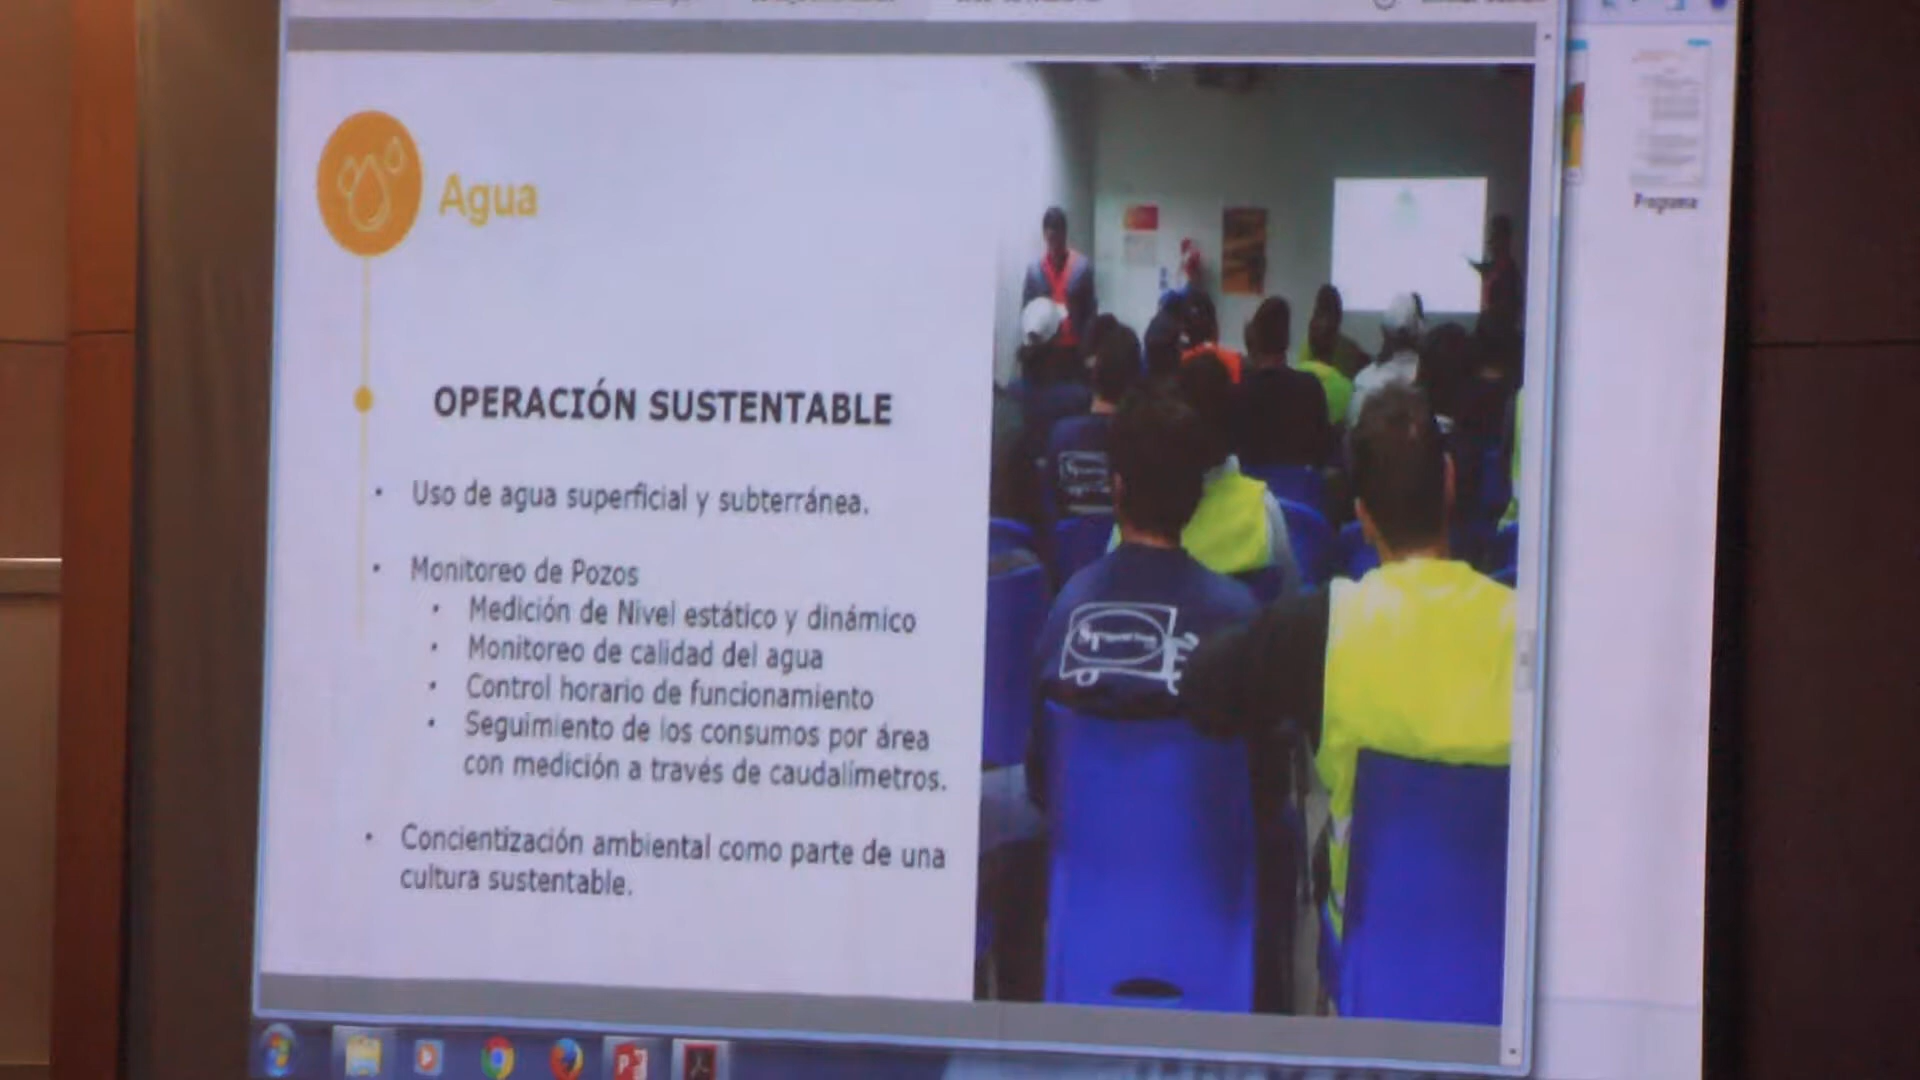 Agua
OPERACIÓN SUSTENTABLE
• Uso de agua superficial y subterránea.
• Monitoreo de Pozos
• Medición de Nivel estático y dinámico
• Monitoreo de calidad del agua
• Control horario de funcionamiento
• Seguimiento de los consumos por área
con medición a través de caudalímetros.
• Concientización ambiental como parte de una
cultura sustentable.
Programa